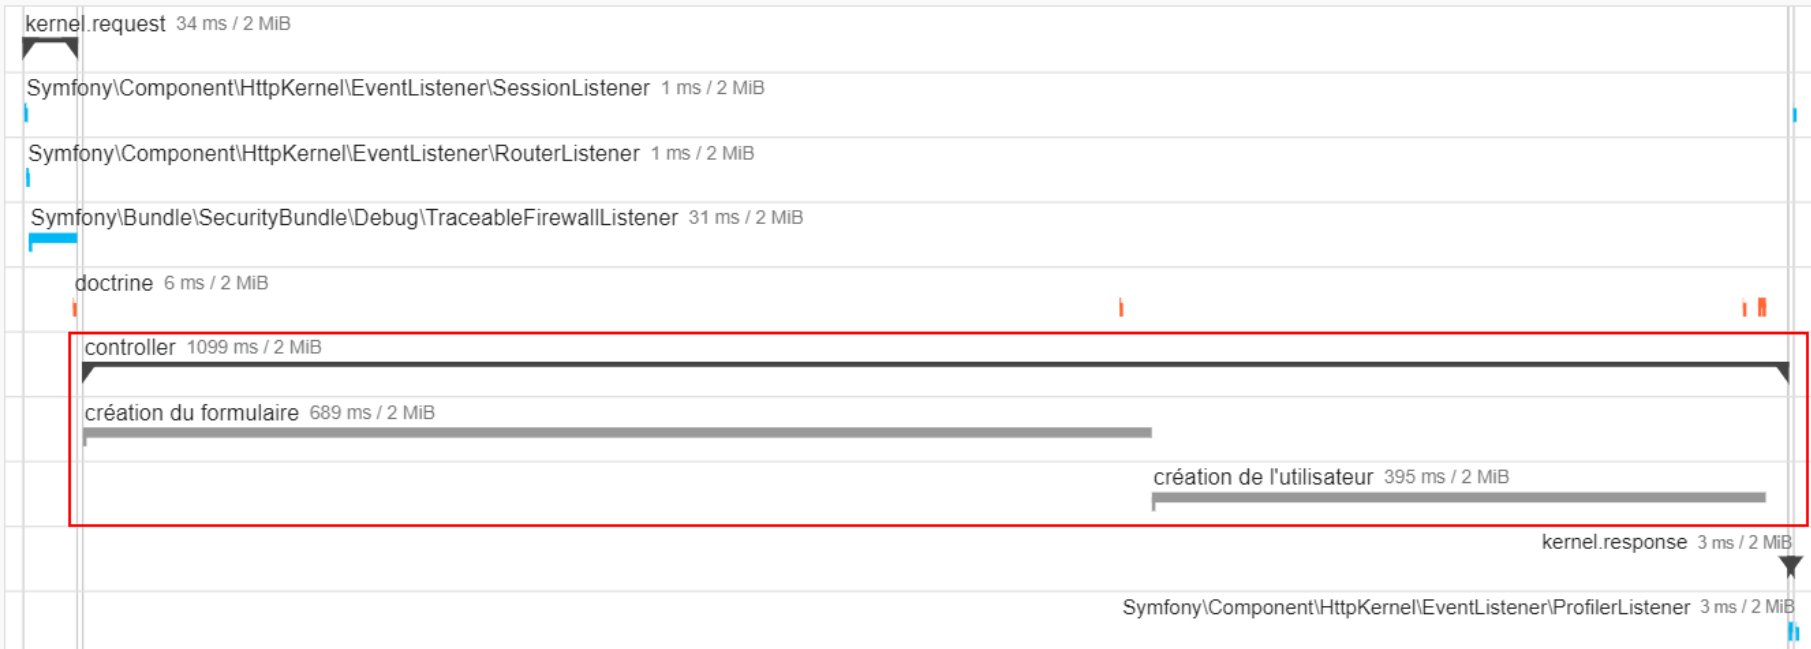 kernel.request 34 ms / 2 MiB
Symfony\Component\HttpKernel\EventListener\SessionListener 1 ms / 2 MiB
Symfony\Component\HttpKernel\EventListener\RouterListener 1 ms / 2 MiB
Symfony\Bundle\SecurityBundle\Debug\TraceableFirewallListener 31 ms / 2 MiB
doctrine 6 ms / 2 MiB
controller 1099 ms / 2 MiB
création du formulaire 689 ms / 2 MiB
création de l'utilisateur 395 ms / 2 MiB
kernel.response 3 ms / 2 MiB
Symfony\Component\HttpKernel\EventListener\ProfilerListener 3 ms / 2 MiB